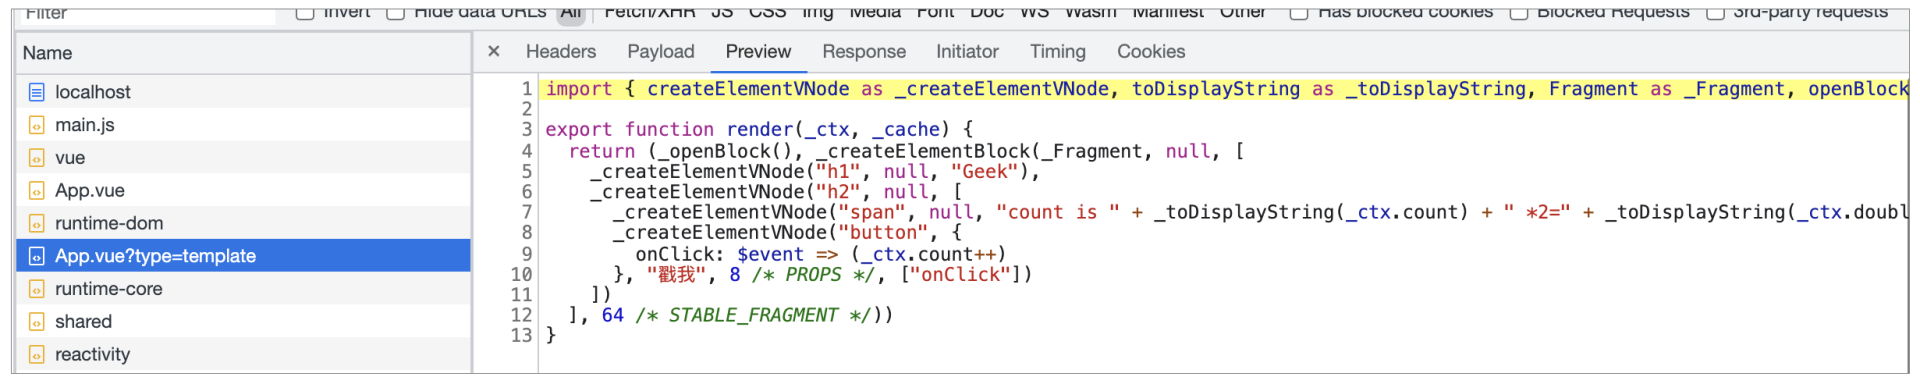 Filter Invert Hide data URLs All Fetch/XHR JS CSS Img Media Font Doc WS Wasm Manifest Other Has blocked cookies Blocked Requests 3rd-party requests
Name
× Headers Payload Preview Response Initiator Timing Cookies
localhost
main.js
vue
App.vue
runtime-dom
App.vue?type=template
runtime-core
shared
reactivity
1 import { createElementVNode as _createElementVNode, toDisplayString as _toDisplayString, Fragment as _Fragment, openBlock
2
3 export function render(_ctx, _cache) {
4 return (_openBlock(), _createElementBlock(_Fragment, null, [
5 _createElementVNode("h1", null, "Geek"),
6 _createElementVNode("h2", null, [
7 _createElementVNode("span", null, "count is " + _toDisplayString(_ctx.count) + " *2=" + _toDisplayString(_ctx.doubl
8 _createElementVNode("button", {
9 onClick: $event => (_ctx.count++)
10 }, "戳我", 8 /* PROPS */, ["onClick"])
11 ])
12 ], 64 /* STABLE_FRAGMENT */))
13 }